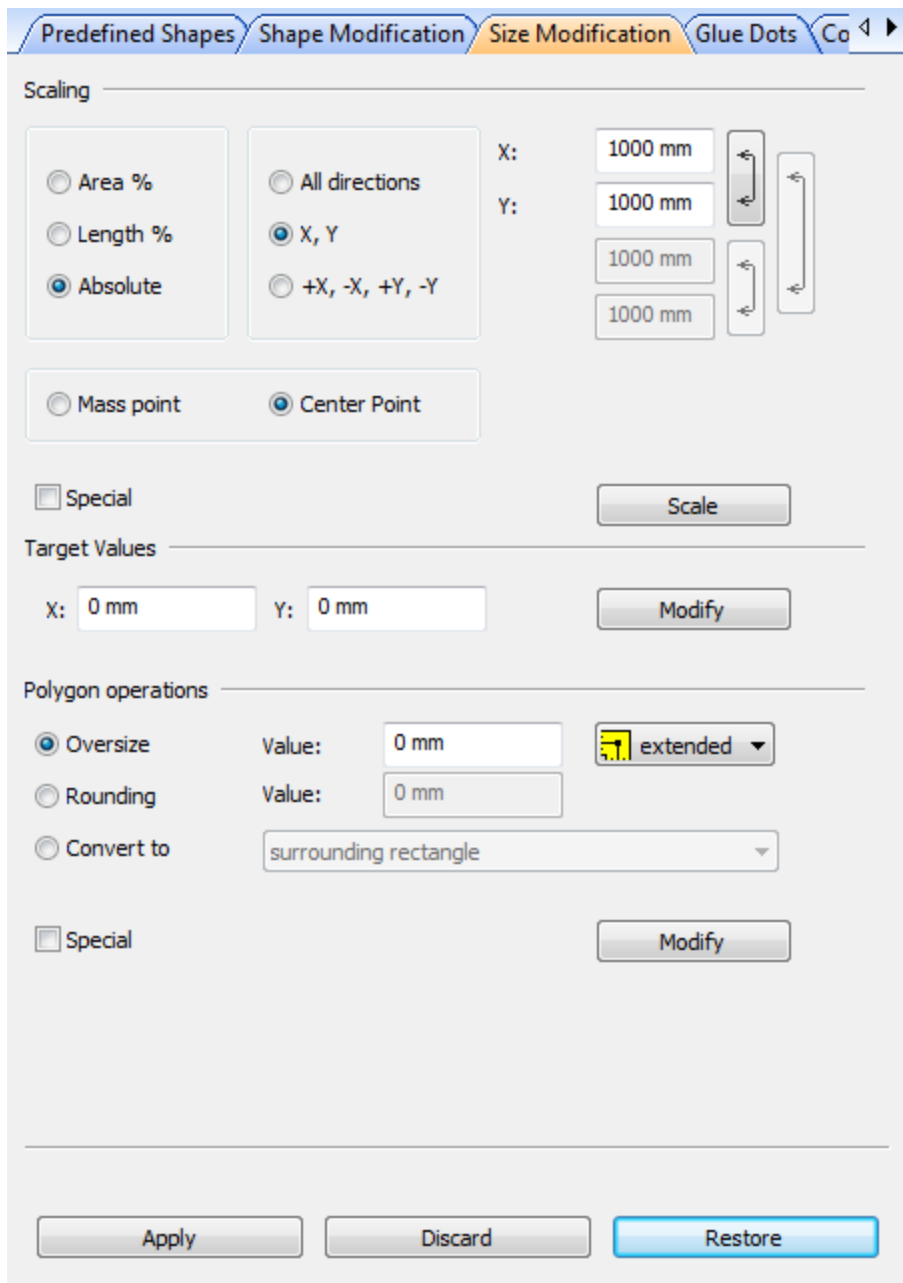 Predefined Shapes Shape Modification Size Modification Glue Dots Co
Scaling
Area %
Length %
Absolute
All directions
X, Y
+X, -X, +Y, -Y
X: 1000 mm
Y: 1000 mm
1000 mm
1000 mm
Mass point Center Point
Special Scale
Target Values
X: 0 mm Y: 0 mm Modify
Polygon operations
Oversize Value: 0 mm extended
Rounding Value: 0 mm
Convert to surrounding rectangle
Special Modify
Apply Discard Restore